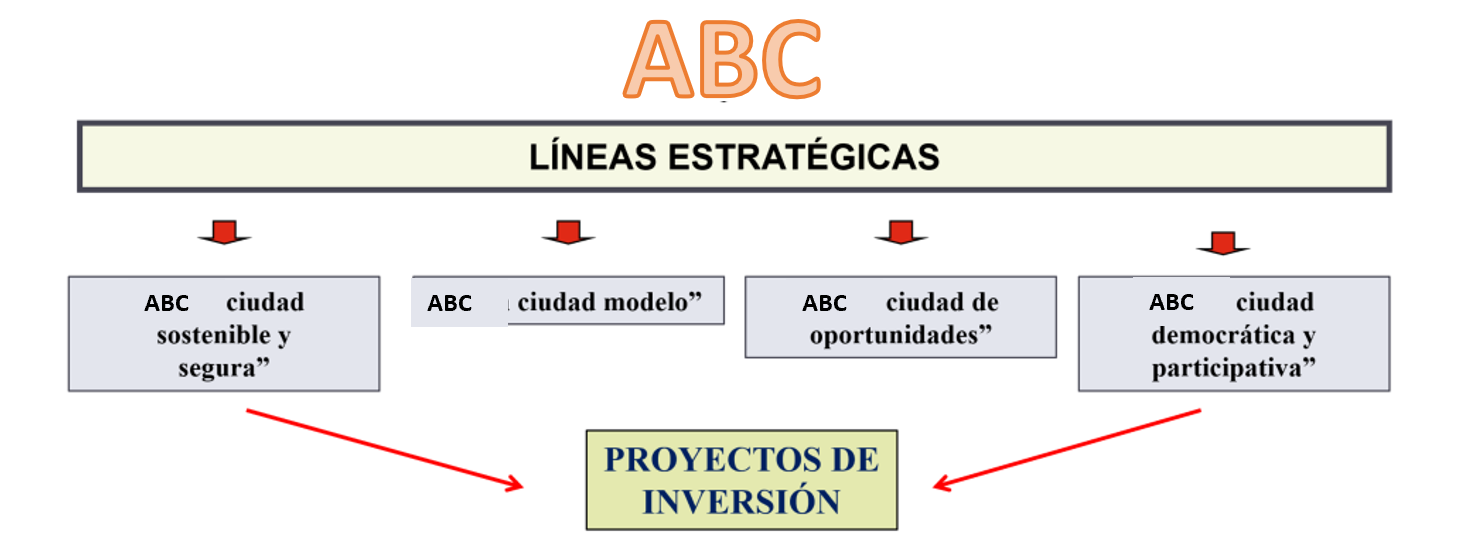 ABC
LÍNEAS ESTRATÉGICAS
ABC ciudad
sostenible y
segura”
ABC ciudad modelo”
ABC ciudad de
oportunidades”
ABC ciudad
democrática y
participativa”
PROYECTOS DE
INVERSIÓN